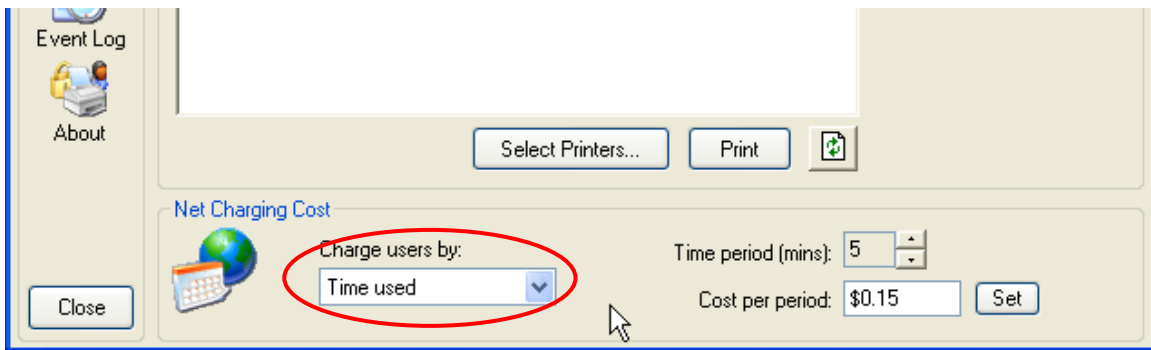 Event Log
About
Select Printers... Print
Net Charging Cost
Charge users by: Time period (mins): 5
Time used Cost per period: $0.15 Set
Close